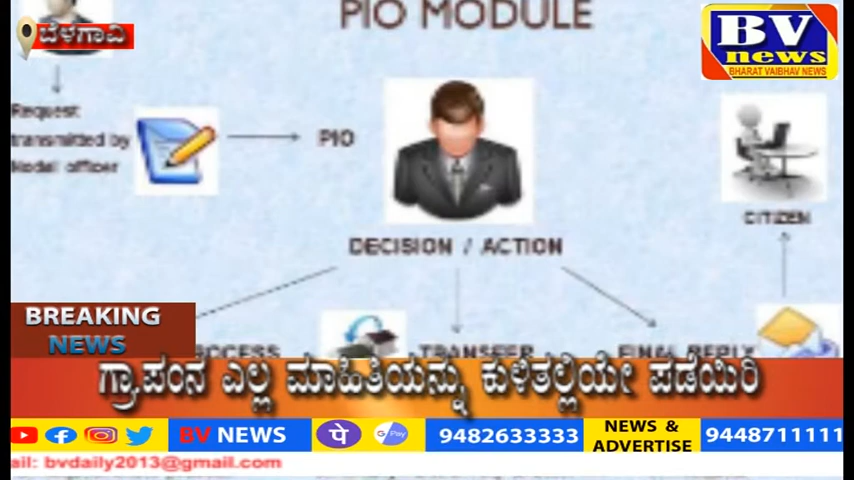 PIO MODULE
ಬೆಳಗಾವಿ
BV
news
BHARAT VAIBHAV NEWS
Request
transmitted by
Nodal officer
PIO
CITIZEN
DECISION / ACTION
TRANSFER
FINAL REPLY
BREAKING
NEWS
ಗ್ರಾ.ಪಂನ ಎಲ್ಲ ಮಾಹಿತಿಯನ್ನು ಕುಳಿತಲ್ಲಿಯೇ ಪಡೆಯಿರಿ
BV NEWS
पे
G Pay
9482633333
NEWS &
ADVERTISE
9448711111
ail: bvdaily2013@gmail.com